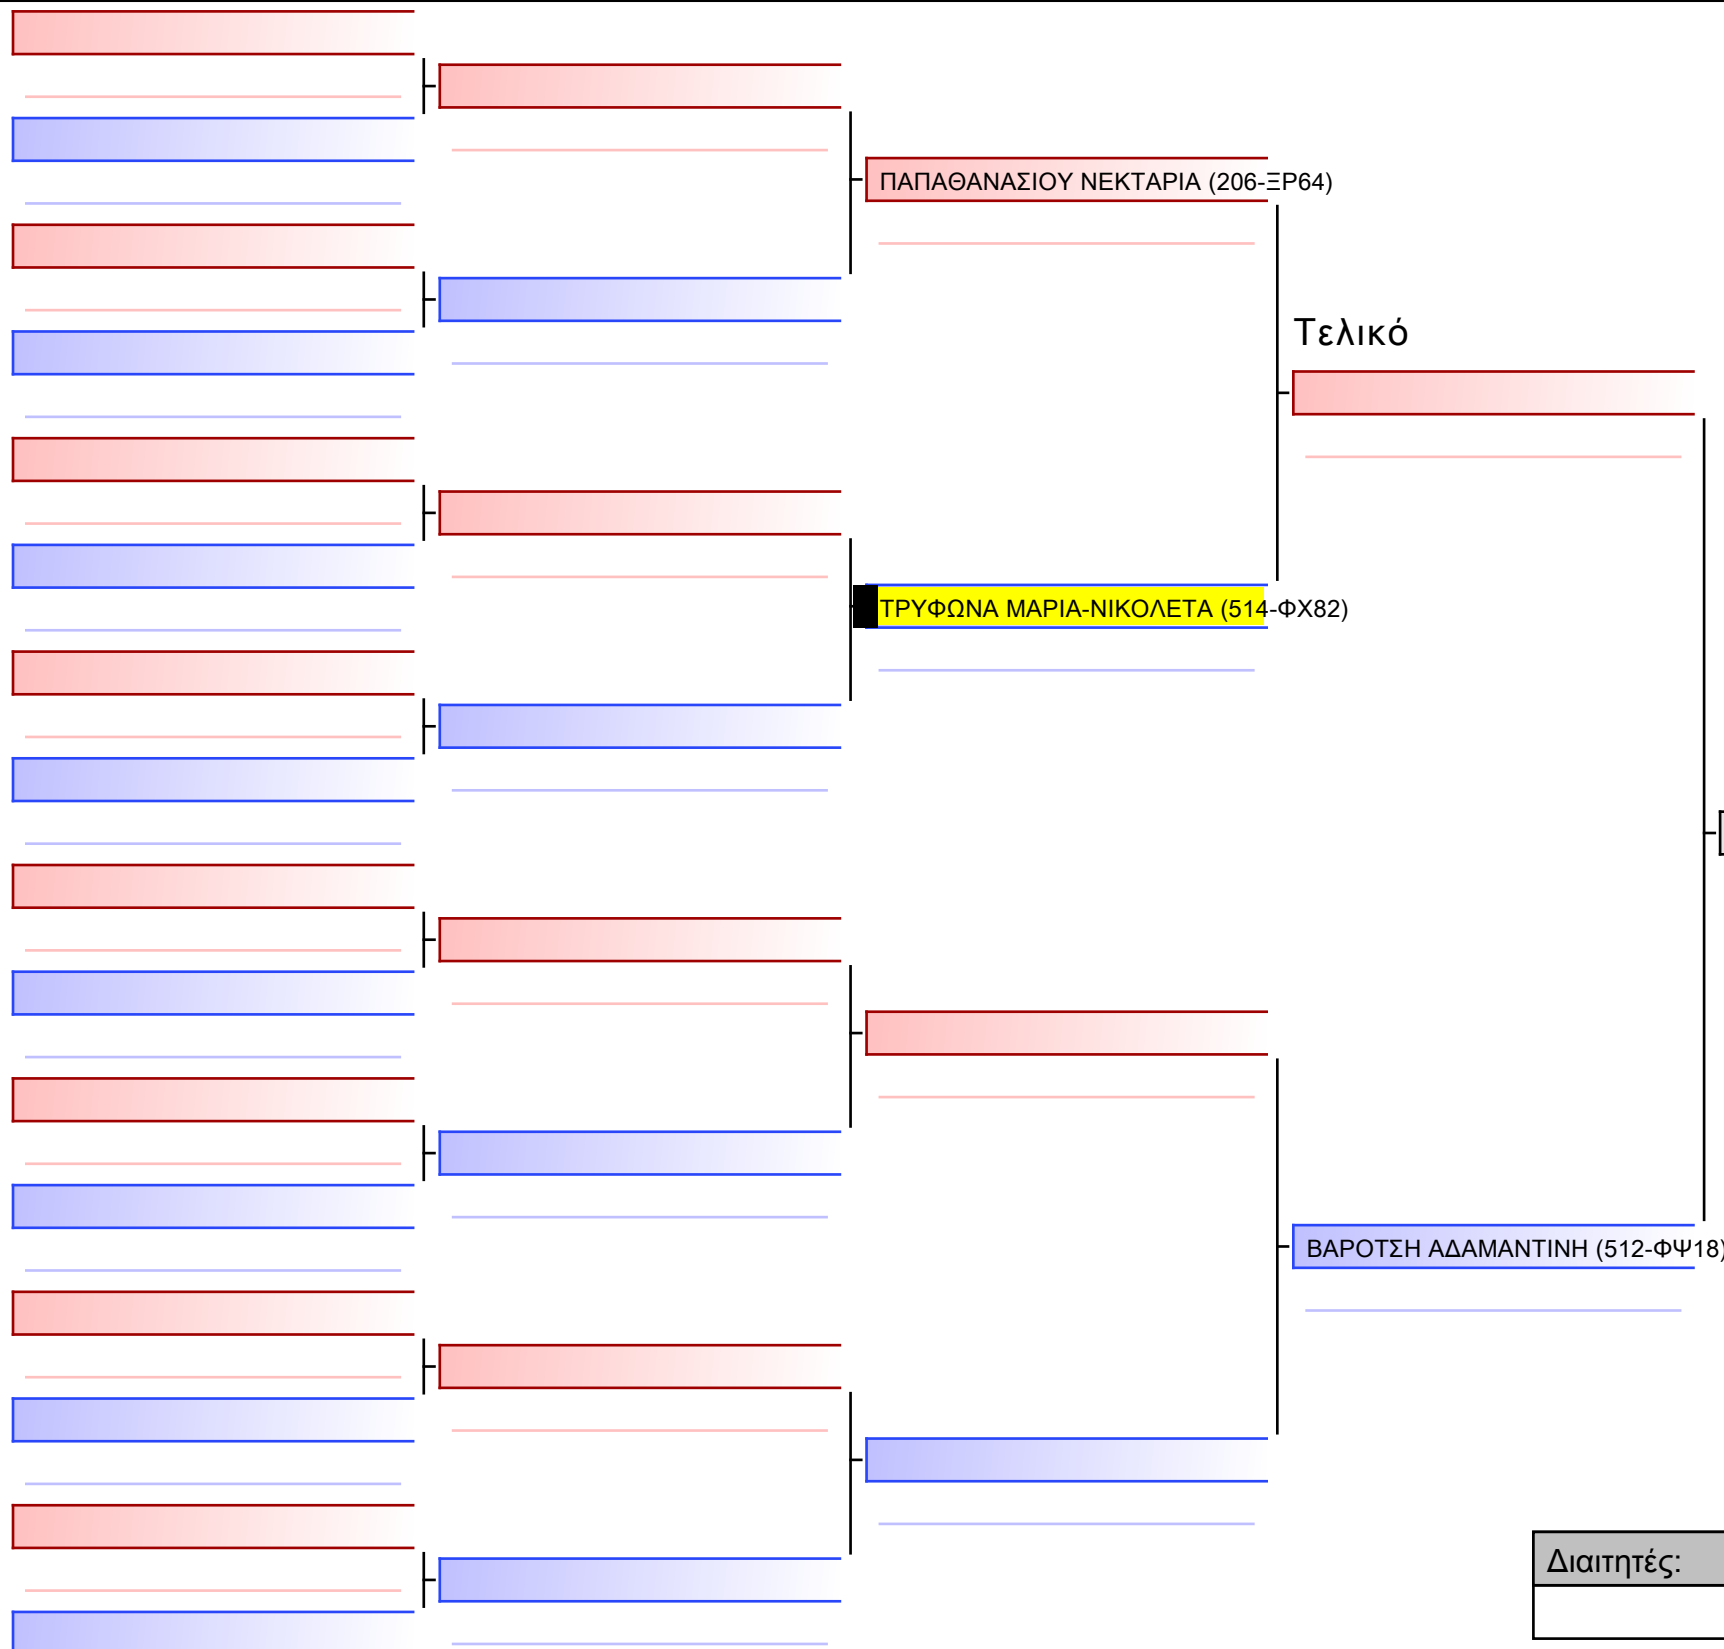 ΠΑΠΑΘΑΝΑΣΙΟΥ ΝΕΚΤΑΡΙΑ (206-ΞΡ64)
Τελικό
ΤΡΥΦΩΝΑ ΜΑΡΙΑ-ΝΙΚΟΛΕΤΑ (514-ΦΧ82)
ΒΑΡΟΤΣΗ ΑΔΑΜΑΝΤΙΝΗ (512-ΦΨ18)
Διαιτητές: